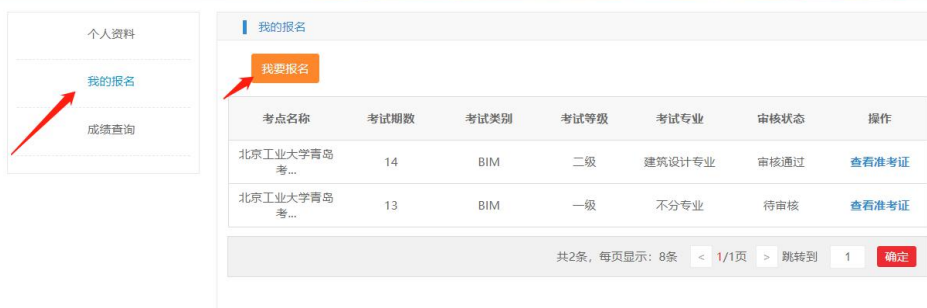 个人资料
我的报名
成绩查询
我的报名
我要报名
考点名称 考试期数 考试类别 考试等级 考试专业 审核状态 操作
北京工业大学青岛考... 14 BIM 二级 建筑设计专业 审核通过 查看准考证
北京工业大学青岛考... 13 BIM 一级 不分专业 待审核 查看准考证
共2条，每页显示：8条 < 1/1页 > 跳转到 1 确定